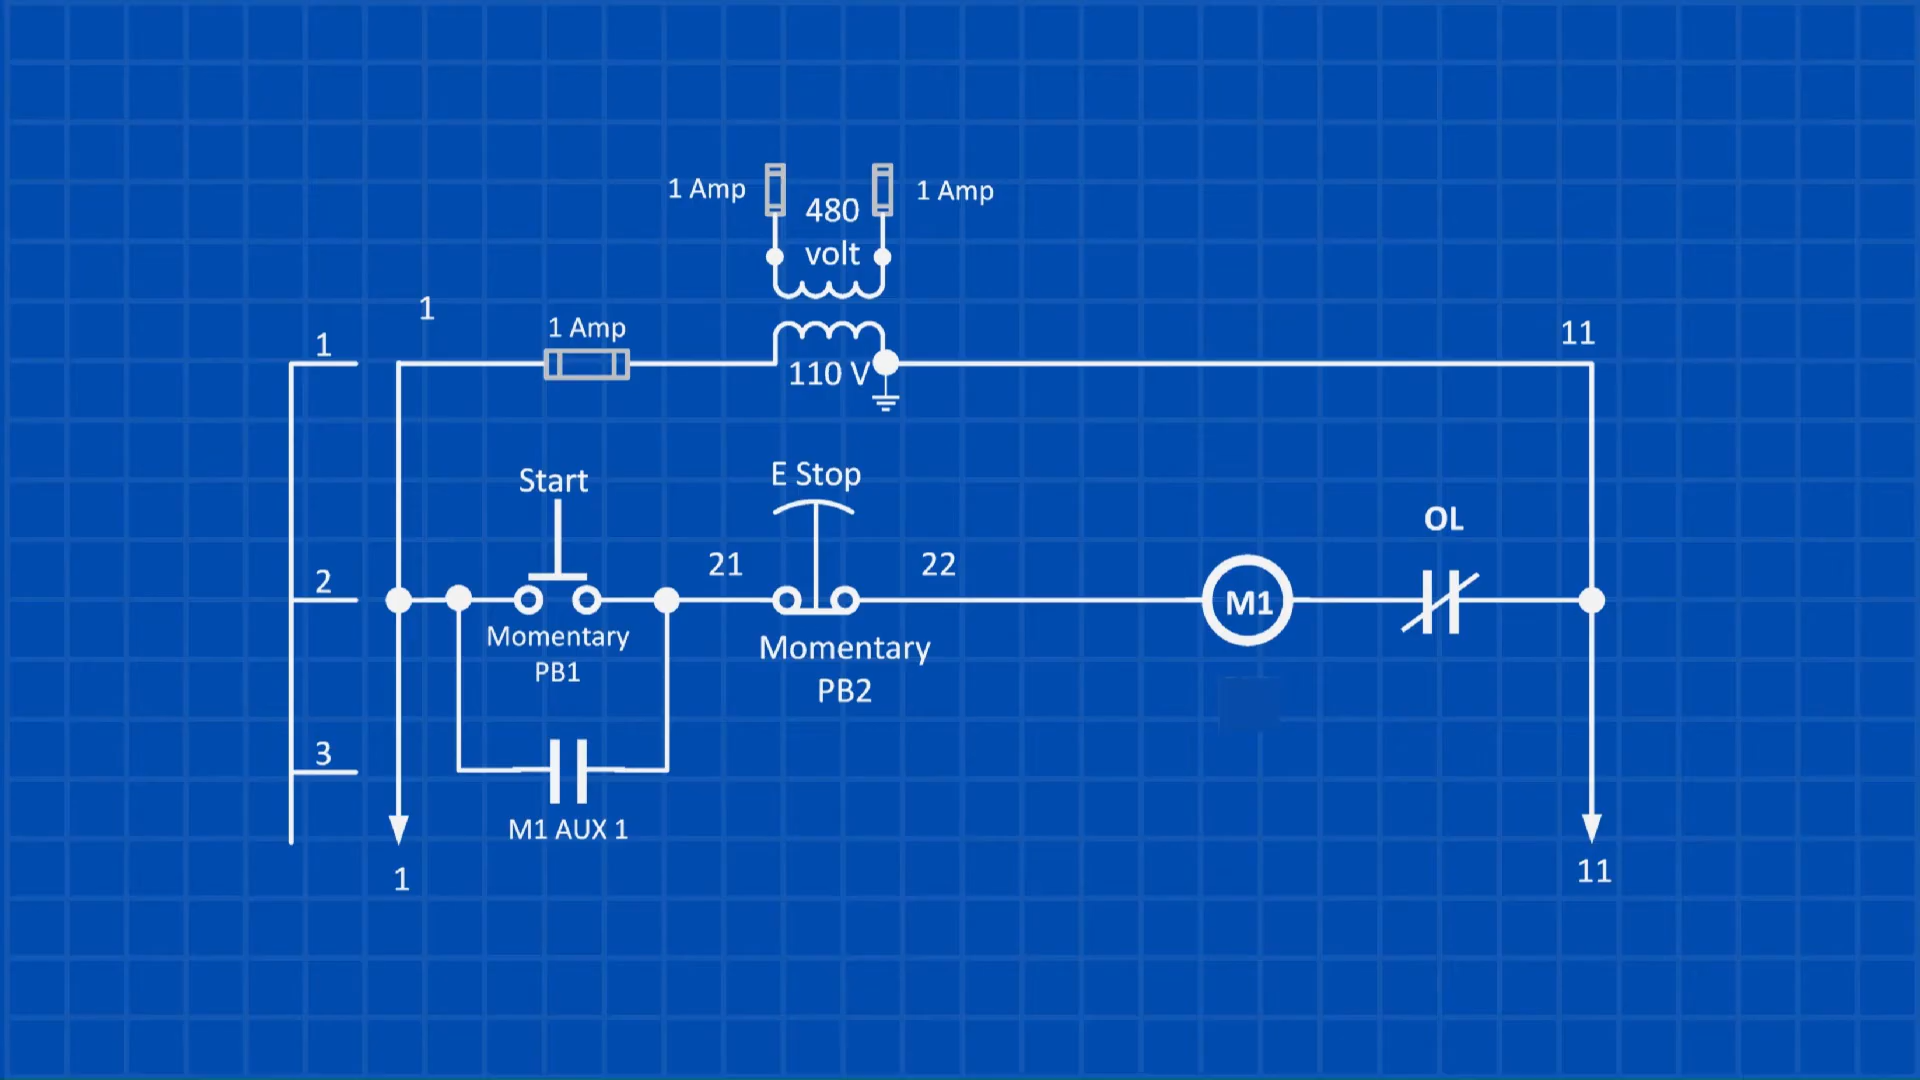 1 Amp
480
volt
1 Amp
1
1
1 Amp
110 V
11
Start
E Stop
OL
2
21
22
M1
Momentary
PB1
Momentary
PB2
3
M1 AUX 1
1
11